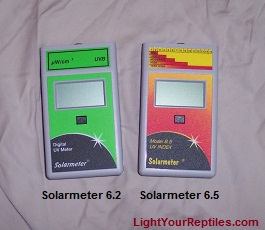 µW/cm² UVB
Digital
UV Meter
Solarmeter
Model 6.5
UV INDEX
Solarmeter
Solarmeter 6.2 Solarmeter 6.5
LightYourReptiles.com